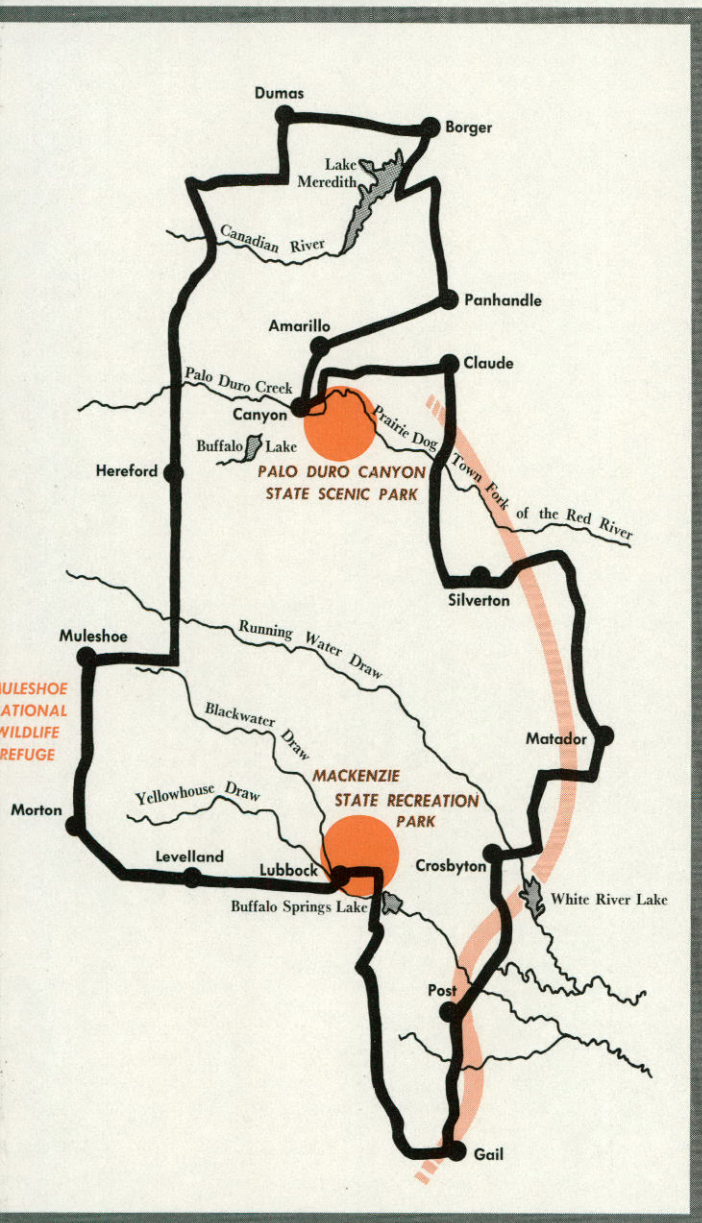 Dumas
Borger
Lake
Meredith
Canadian River
Panhandle
Amarillo
Claude
Palo Duro Creek
Canyon
Prairie Dog Town Fork of the Red River
Buffalo Lake
Hereford
PALO DURO CANYON
STATE SCENIC PARK
Silverton
Muleshoe
Running Water Draw
ULESHOE
ATIONAL
WILDLIFE
REFUGE
Blackwater Draw
Matador
MACKENZIE
STATE RECREATION
PARK
Yellowhouse Draw
Morton
Levelland
Lubbock
Crosbyton
Buffalo Springs Lake
White River Lake
Post
Gail